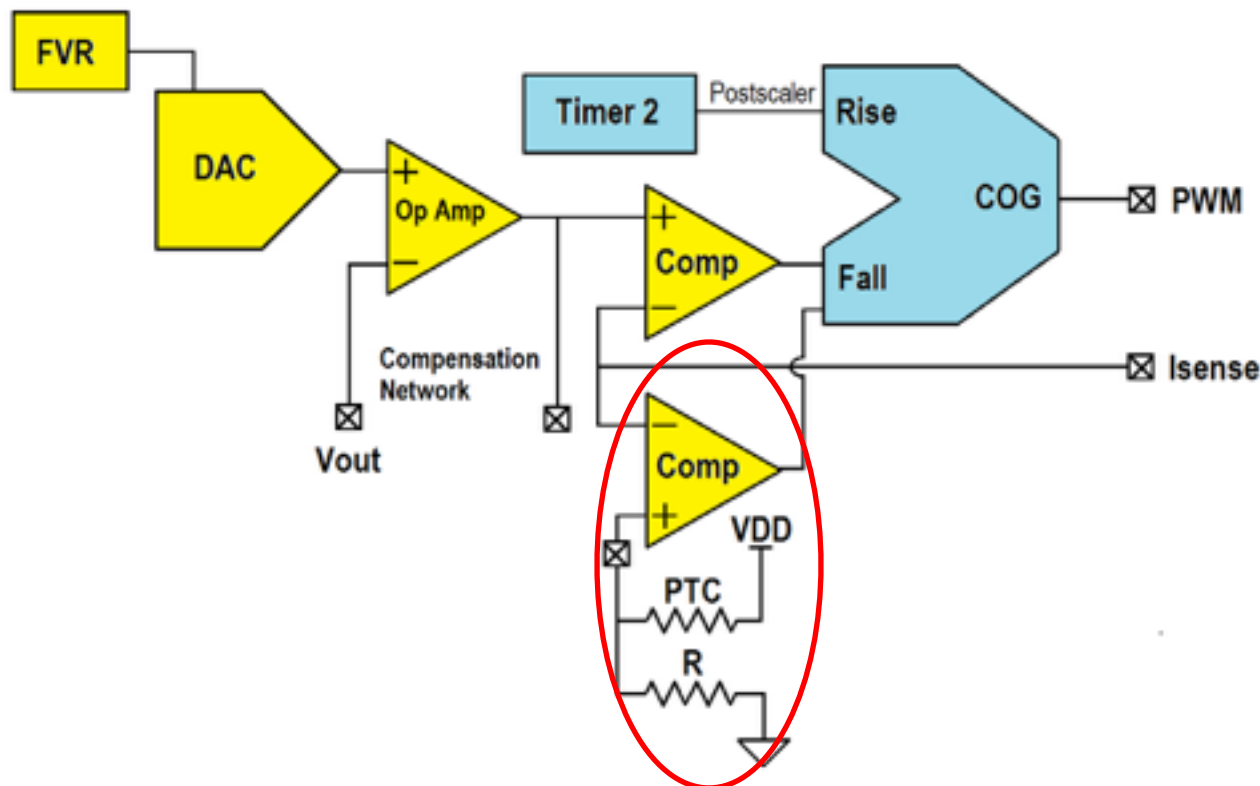 FVR
DAC
+
Op Amp
−
Timer 2
Postscaler
Rise
COG
Fall
PWM
+
Comp
−
Compensation
Network
Vout
Isense
−
Comp
+
VDD
PTC
R